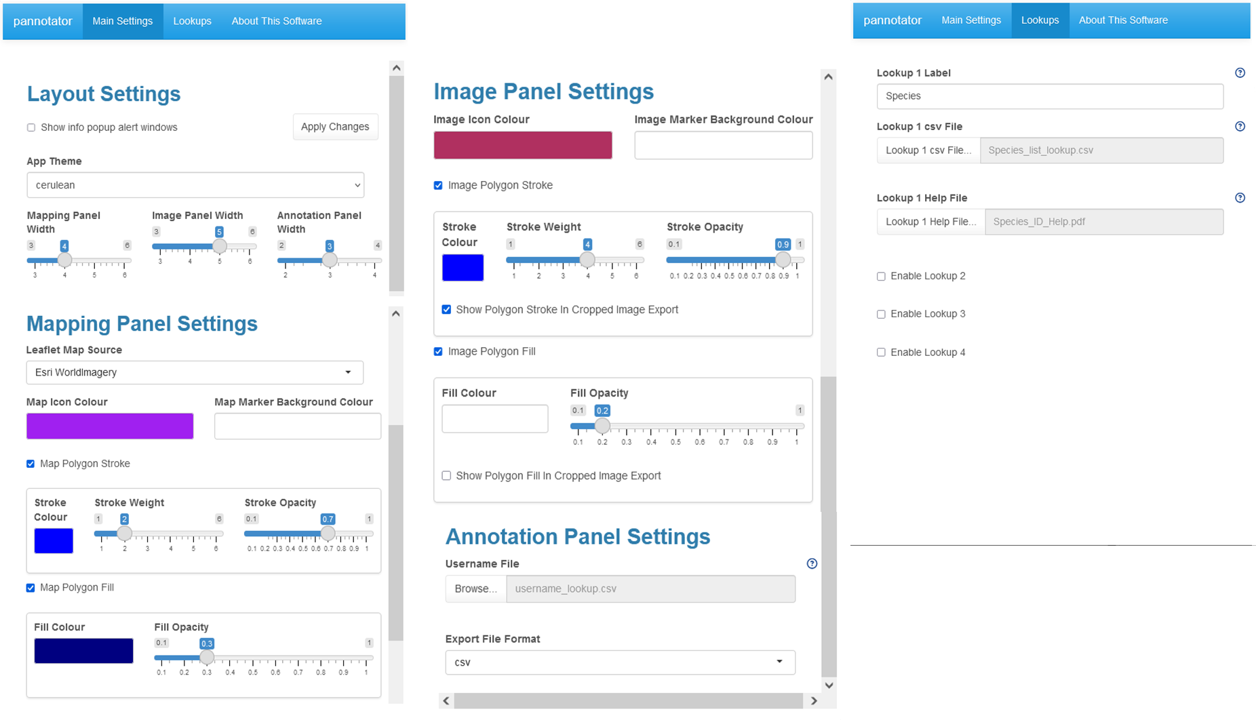 pannotator Main Settings Lookups About This Software
Layout Settings
Show info popup alert windows Apply Changes
App Theme
cerulean
Mapping Panel Width Image Panel Width Annotation Panel Width
3 4 6 3 5 6 2 3 4
3 4 5 6 3 4 5 6 2 3 4
Mapping Panel Settings
Leaflet Map Source
Esri WorldImagery
Map Icon Colour Map Marker Background Colour
Map Polygon Stroke
Stroke Colour Stroke Weight Stroke Opacity
1 2 6 0.1 0.7 1
1 2 3 4 5 6 0.1 0.2 0.3 0.4 0.5 0.6 0.7 0.8 0.9 1
Map Polygon Fill
Fill Colour Fill Opacity
0.1 0.3 1
0.1 0.2 0.3 0.4 0.5 0.6 0.7 0.8 0.9 1
Image Panel Settings
Image Icon Colour Image Marker Background Colour
Image Polygon Stroke
Stroke Colour Stroke Weight Stroke Opacity
1 4 6 0.1 0.9 1
1 2 3 4 5 6 0.1 0.2 0.3 0.4 0.5 0.6 0.7 0.8 0.9 1
Show Polygon Stroke In Cropped Image Export
Image Polygon Fill
Fill Colour Fill Opacity
0.1 0.2 1
0.1 0.2 0.3 0.4 0.5 0.6 0.7 0.8 0.9 1
Show Polygon Fill In Cropped Image Export
Annotation Panel Settings
Username File ?
Browse... username_lookup.csv
Export File Format
csv
pannotator Main Settings Lookups About This Software
Lookup 1 Label ?
Species
Lookup 1 csv File ?
Lookup 1 csv File... Species_list_lookup.csv
Lookup 1 Help File ?
Lookup 1 Help File... Species_ID_Help.pdf
Enable Lookup 2
Enable Lookup 3
Enable Lookup 4